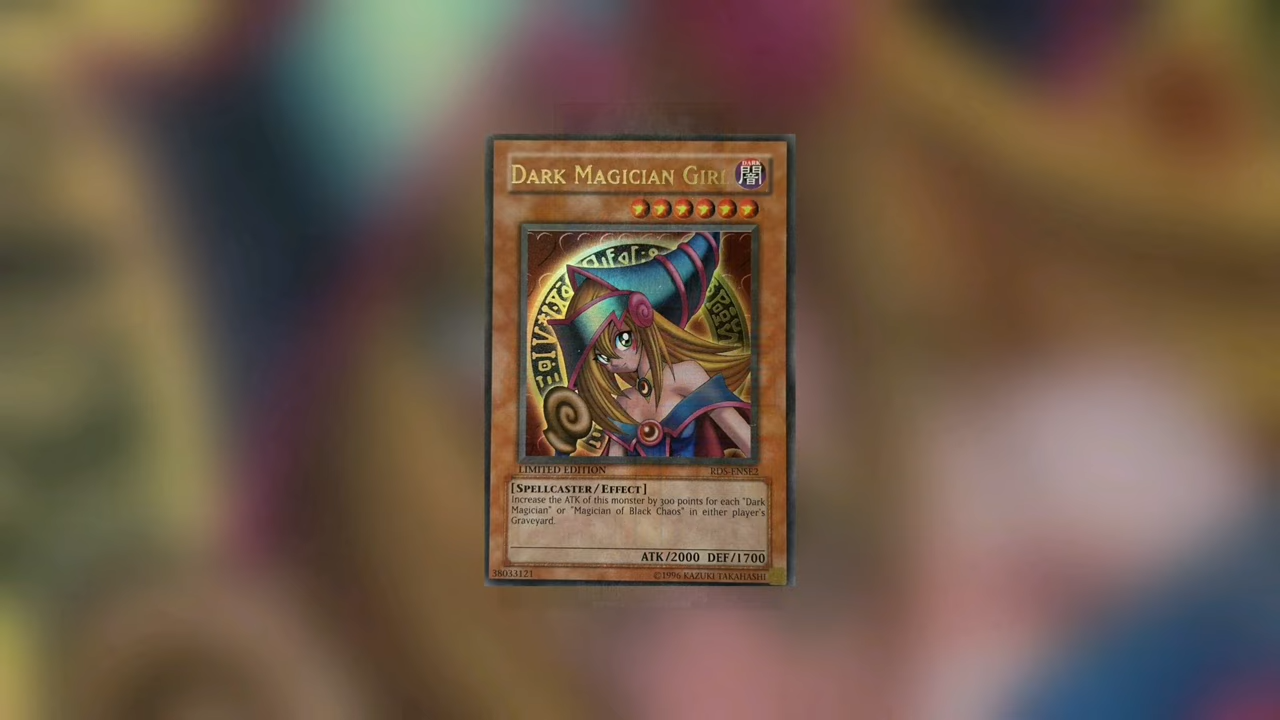 DARK MAGICIAN GIRL
DARK
闇
LIMITED EDITION
RDS-ENSE2
[SPELLCASTER/EFFECT]
Increase the ATK of this monster by 300 points for each "Dark
Magician" or "Magician of Black Chaos" in either player's
Graveyard.
ATK/2000 DEF/1700
38033121
©1996 KAZUKI TAKAHASHI